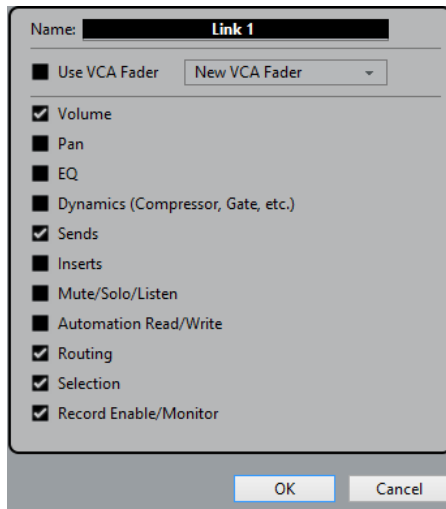 Name: Link 1
Use VCA Fader New VCA Fader
Volume
Pan
EQ
Dynamics (Compressor, Gate, etc.)
Sends
Inserts
Mute/Solo/Listen
Automation Read/Write
Routing
Selection
Record Enable/Monitor
OK Cancel